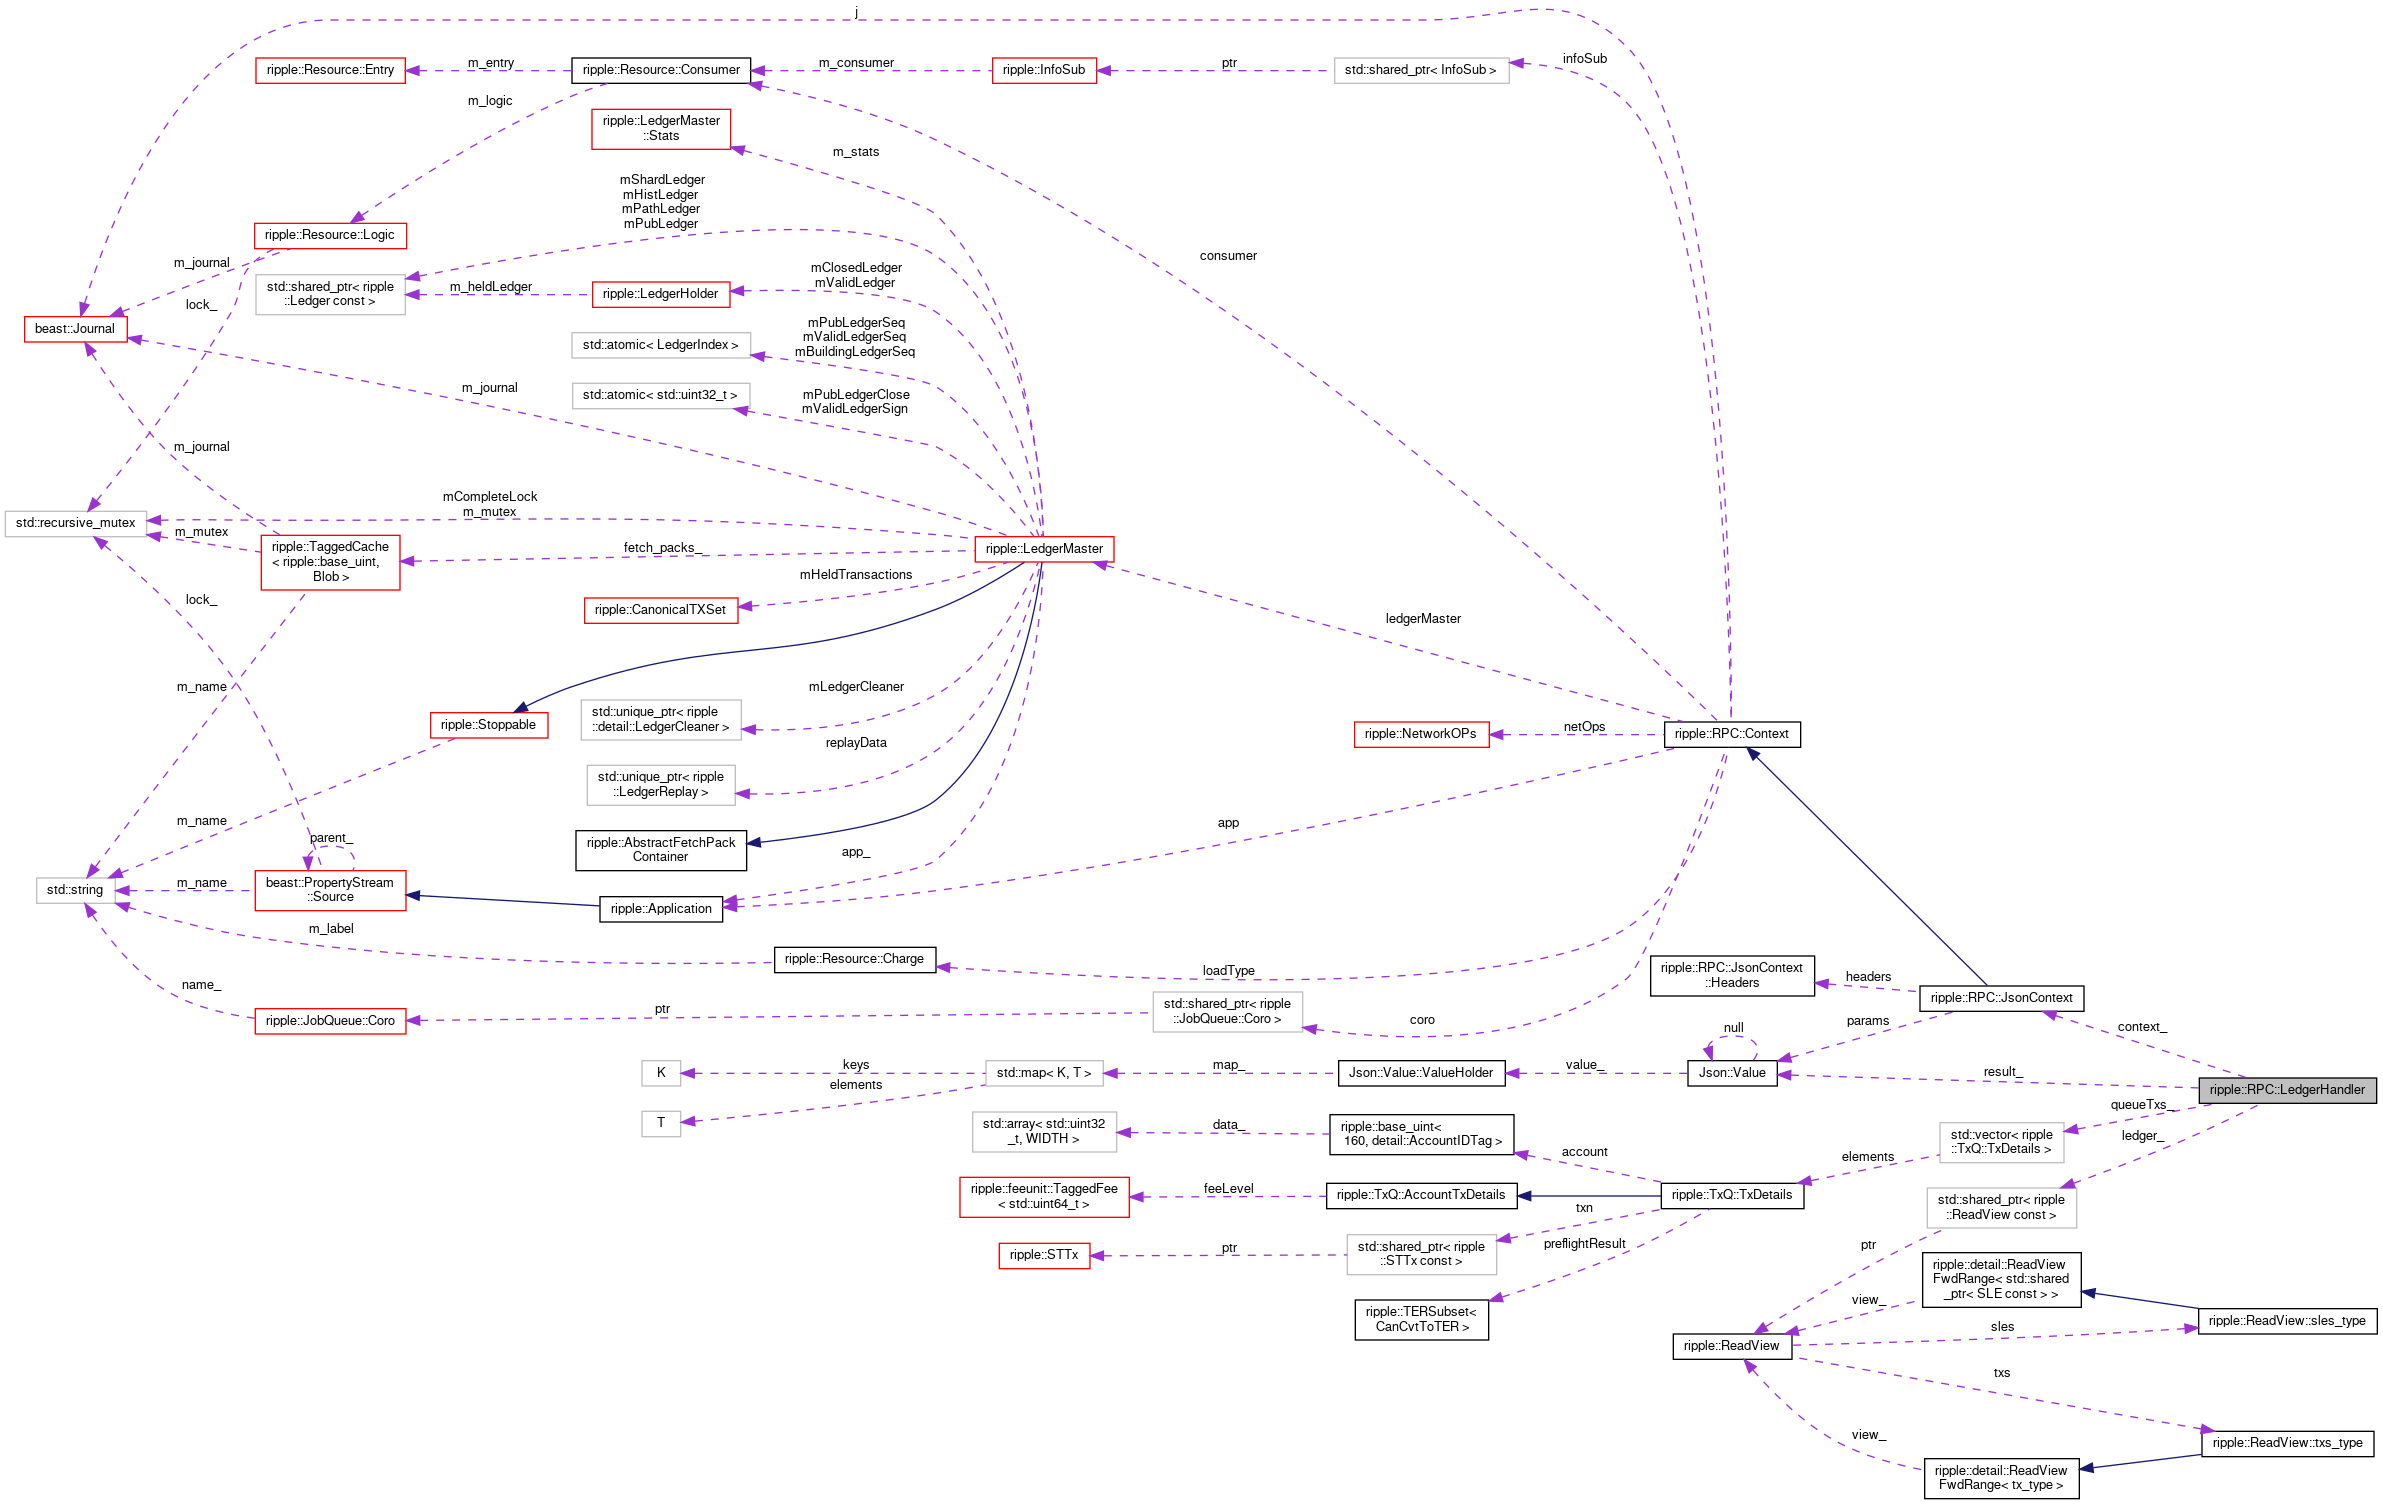 j
ripple::Resource::Entry
m_entry
ripple::Resource::Consumer
m_consumer
ripple::InfoSub
ptr
std::shared_ptr< InfoSub >
infoSub
m_logic
ripple::LedgerMaster
::Stats
m_stats
mShardLedger
mHistLedger
mPathLedger
mPubLedger
ripple::Resource::Logic
m_journal
consumer
std::shared_ptr< ripple
::Ledger const >
m_heldLedger
ripple::LedgerHolder
mClosedLedger
mValidLedger
lock_
beast::Journal
std::atomic< LedgerIndex >
mPubLedgerSeq
mValidLedgerSeq
mBuildingLedgerSeq
m_journal
std::atomic< std::uint32_t >
mPubLedgerClose
mValidLedgerSign
m_journal
mCompleteLock
m_mutex
std::recursive_mutex
m_mutex
ripple::TaggedCache
< ripple::base_uint,
Blob >
fetch_packs_
ripple::LedgerMaster
mHeldTransactions
lock_
ripple::CanonicalTXSet
ledgerMaster
m_name
mLedgerCleaner
ripple::Stoppable
std::unique_ptr< ripple
::detail::LedgerCleaner >
ripple::NetworkOPs
netOps
ripple::RPC::Context
replayData
std::unique_ptr< ripple
::LedgerReplay >
m_name
app
parent_
ripple::AbstractFetchPack
Container
app_
std::string
m_name
beast::PropertyStream
::Source
ripple::Application
m_label
ripple::Resource::Charge
loadType
ripple::RPC::JsonContext
::Headers
headers
ripple::RPC::JsonContext
name_
ripple::JobQueue::Coro
ptr
std::shared_ptr< ripple
::JobQueue::Coro >
coro
params
context_
null
K
keys
std::map< K, T >
map_
Json::Value::ValueHolder
value_
Json::Value
result_
ripple::RPC::LedgerHandler
elements
T
queueTxs_
std::array< std::uint32
_t, WIDTH >
data_
ripple::base_uint<
160, detail::AccountIDTag >
account
elements
std::vector< ripple
::TxQ::TxDetails >
ledger_
ripple::feeunit::TaggedFee
< std::uint64_t >
feeLevel
ripple::TxQ::AccountTxDetails
ripple::TxQ::TxDetails
txn
std::shared_ptr< ripple
::ReadView const >
ripple::STTx
ptr
std::shared_ptr< ripple
::STTx const >
preflightResult
ptr
ripple::detail::ReadView
FwdRange< std::shared
_ptr< SLE const > >
view_
ripple::TERSubset<
CanCvtToTER >
ripple::ReadView::sles_type
sles
ripple::ReadView
txs
view_
ripple::ReadView::txs_type
ripple::detail::ReadView
FwdRange< tx_type >